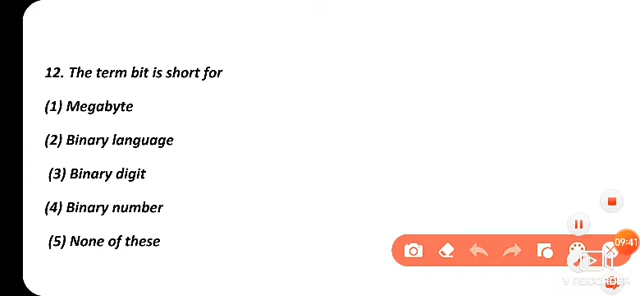 12. The term bit is short for
(1) Megabyte
(2) Binary language
(3) Binary digit
(4) Binary number
(5) None of these
09:41
V RECORDER